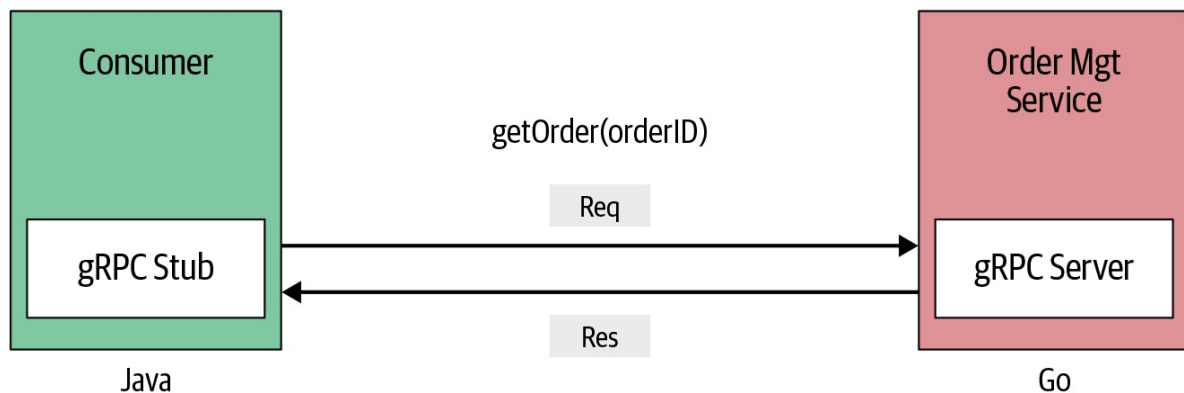 Consumer
Order Mgt
Service
getOrder(orderID)
Req
gRPC Stub
gRPC Server
Res
Java
Go